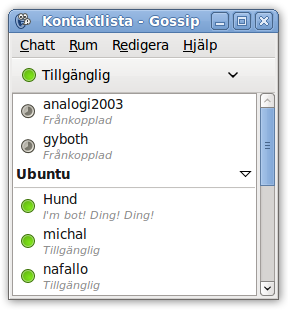 Kontaktlista - Gossip
Chatt Rum Redigera Hjälp
Tillgänglig
analogi2003
Frånkopplad
gyboth
Frånkopplad
Ubuntu
Hund
I'm bot! Ding! Ding!
michal
Tillgänglig
nafallo
Tillgänglig